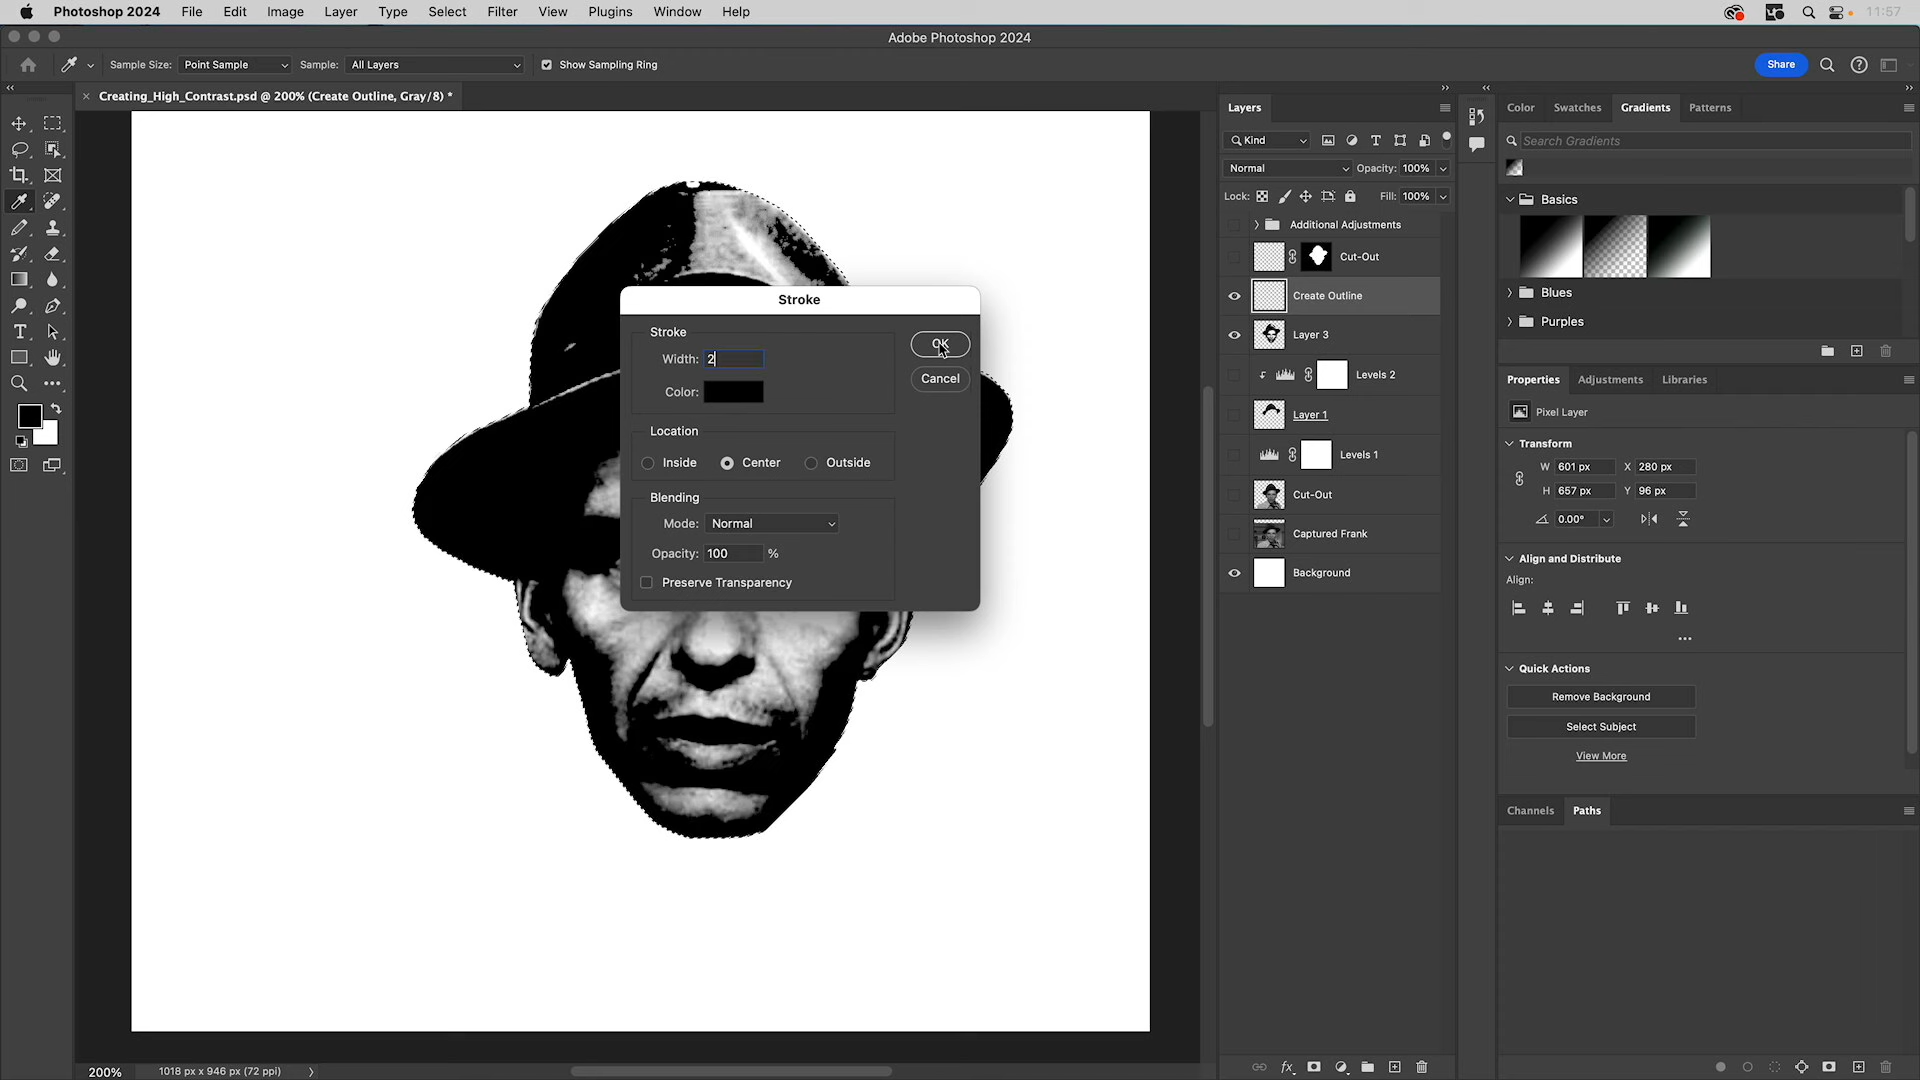 Photoshop 2024 File Edit Image Layer Type Select Filter View Plugins Window Help 11:57
Adobe Photoshop 2024
Sample Size: Point Sample Sample: All Layers Show Sampling Ring Share
× Creating_High_Contrast.psd @ 200% (Create Outline, Gray/8) *
Layers
Kind
Normal Opacity: 100%
Lock: Fill: 100%
Additional Adjustments
Cut-Out
Create Outline
Layer 3
Levels 2
Layer 1
Levels 1
Cut-Out
Captured Frank
Background
Stroke
Stroke
Width: 2
Color:
OK
Cancel
Location
Inside Center Outside
Blending
Mode: Normal
Opacity: 100 %
Preserve Transparency
Color Swatches Gradients Patterns
Search Gradients
Basics
Blues
Purples
Properties Adjustments Libraries
Pixel Layer
Transform
W 601 px X 280 px
H 657 px Y 96 px
0.00°
Align and Distribute
Align:
Quick Actions
Remove Background
Select Subject
View More
Channels Paths
200% 1018 px x 946 px (72 ppi)
fx